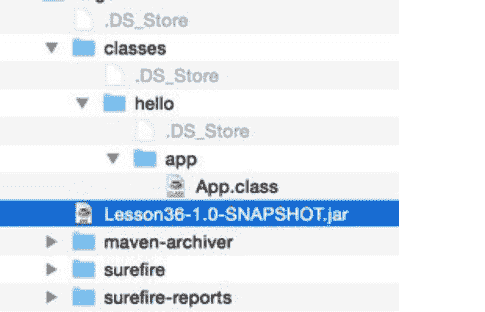 .DS_Store
classes
.DS_Store
hello
.DS_Store
app
App.class
Lesson36-1.0-SNAPSHOT.jar
maven-archiver
surefire
surefire-reports